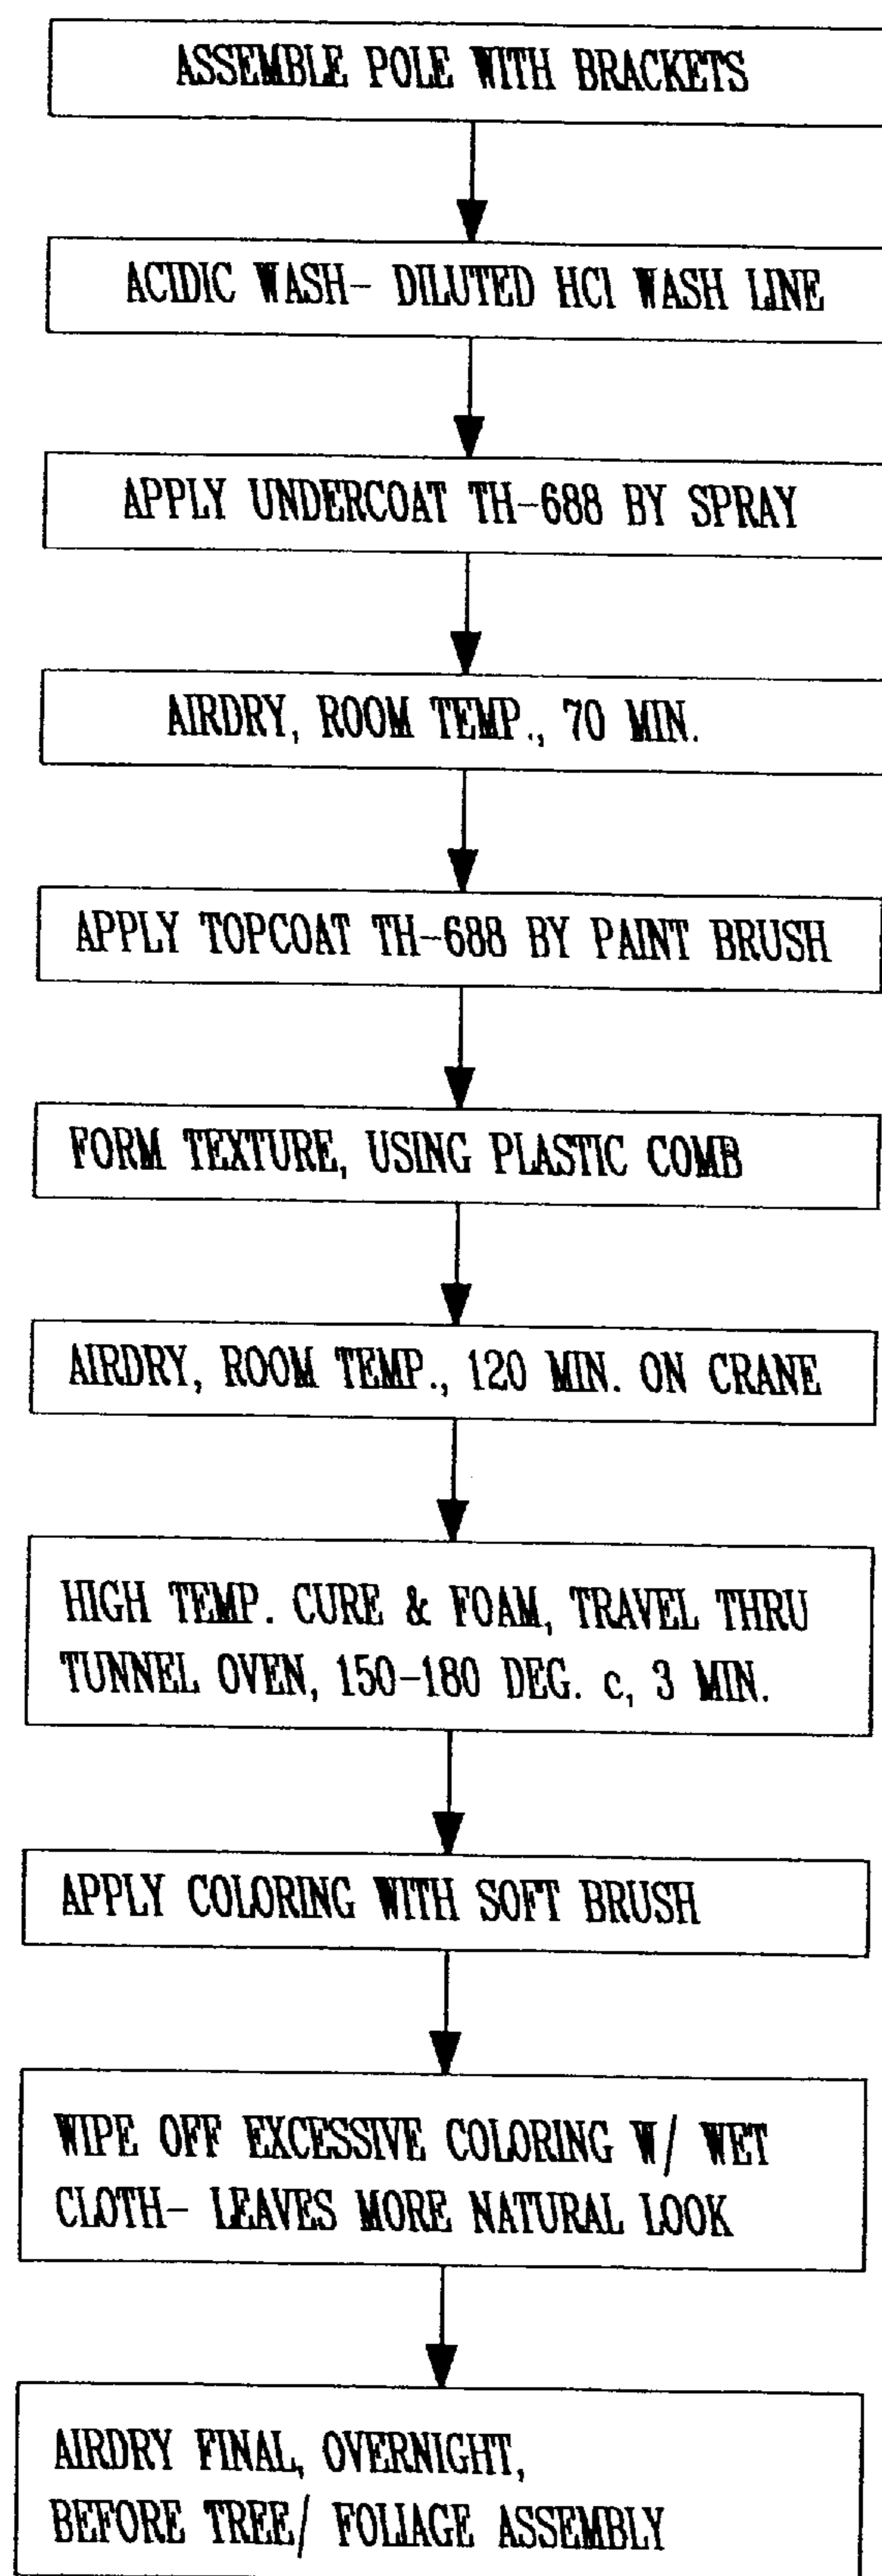 ASSEMBLE POLE WITH BRACKETS
ACIDIC WASH- DILUTED HCl WASH LINE
APPLY UNDERCOAT TH-688 BY SPRAY
AIRDRY, ROOM TEMP., 70 MIN.
APPLY TOPCOAT TH-688 BY PAINT BRUSH
FORM TEXTURE, USING PLASTIC COMB
AIRDRY, ROOM TEMP., 120 MIN. ON CRANE
HIGH TEMP. CURE & FOAM, TRAVEL THRU
TUNNEL OVEN, 150-180 DEG. c, 3 MIN.
APPLY COLORING WITH SOFT BRUSH
WIPE OFF EXCESSIVE COLORING W/ WET
CLOTH- LEAVES MORE NATURAL LOOK
AIRDRY FINAL, OVERNIGHT,
BEFORE TREE/ FOLIAGE ASSEMBLY